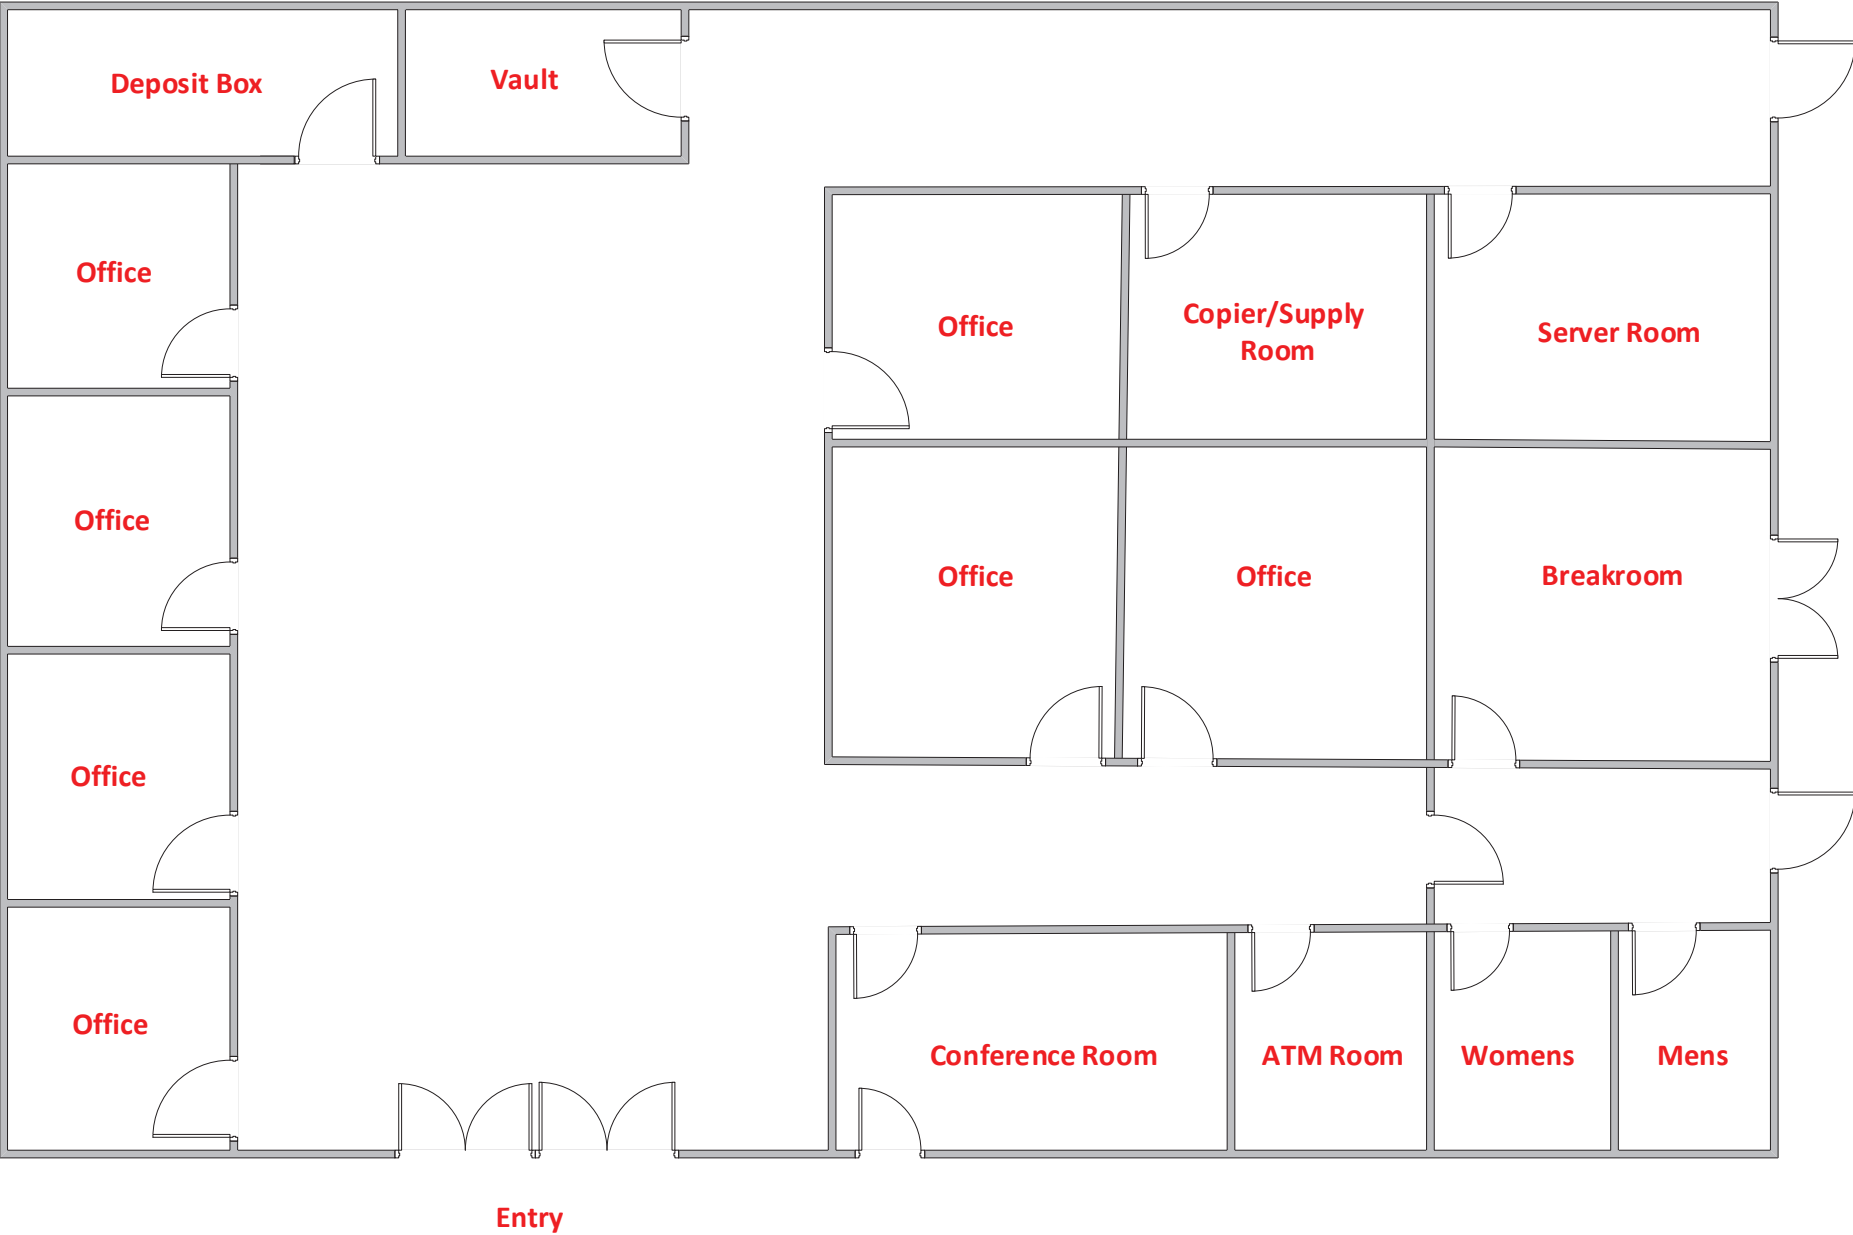 Deposit Box
Vault
Office
Office
Copier/Supply
Room
Server Room
Office
Office
Office
Breakroom
Office
Office
Conference Room
ATM Room
Womens
Mens
Entry